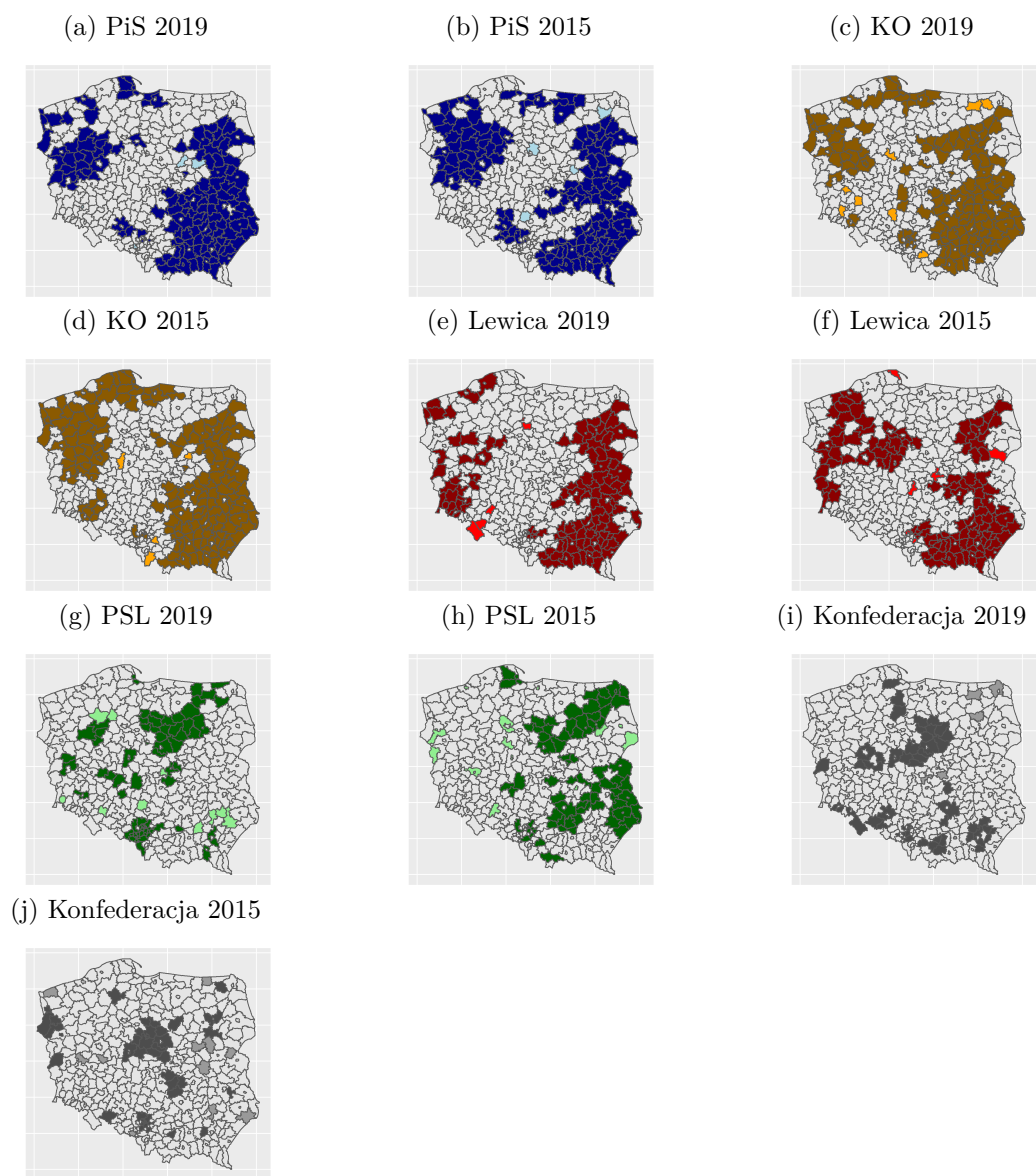 (a) PiS 2019
(b) PiS 2015
(c) KO 2019
(d) KO 2015
(e) Lewica 2019
(f) Lewica 2015
(g) PSL 2019
(h) PSL 2015
(i) Konfederacja 2019
(j) Konfederacja 2015